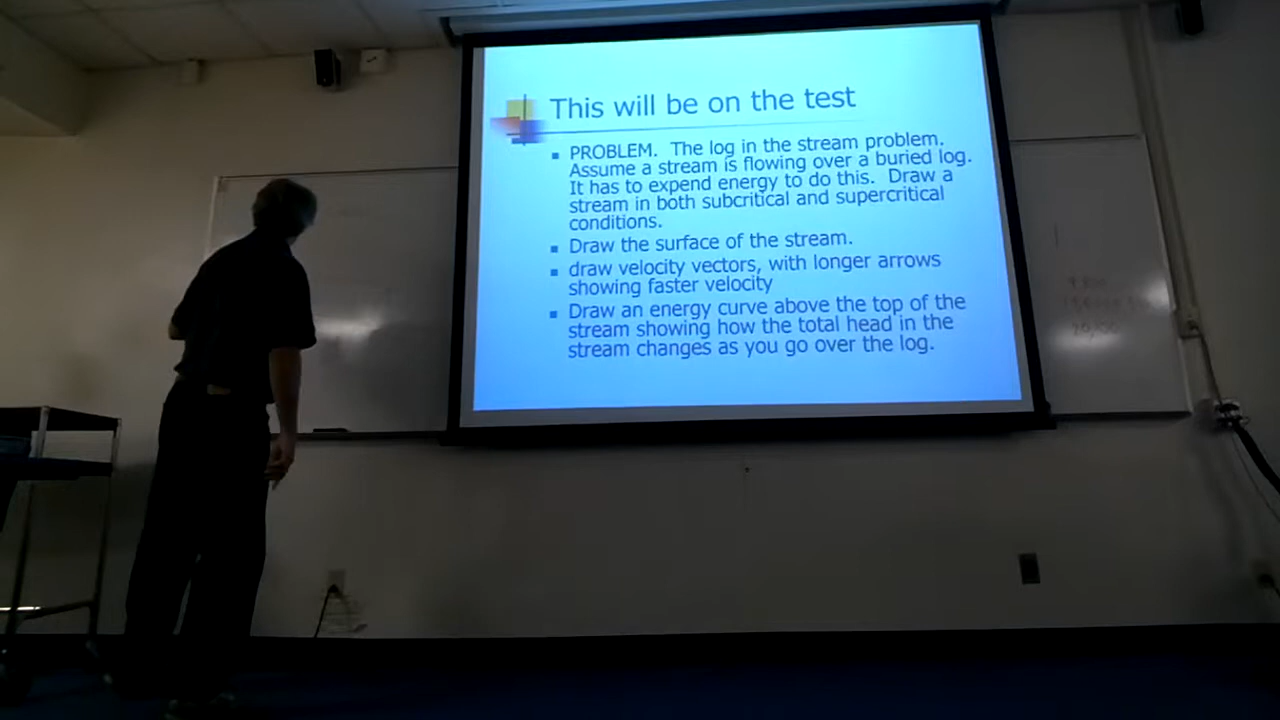 This will be on the test
PROBLEM. The log in the stream problem.
Assume a stream is flowing over a buried log.
It has to expend energy to do this. Draw a
stream in both subcritical and supercritical
conditions.
Draw the surface of the stream.
draw velocity vectors, with longer arrows
showing faster velocity
Draw an energy curve above the top of the
stream showing how the total head in the
stream changes as you go over the log.